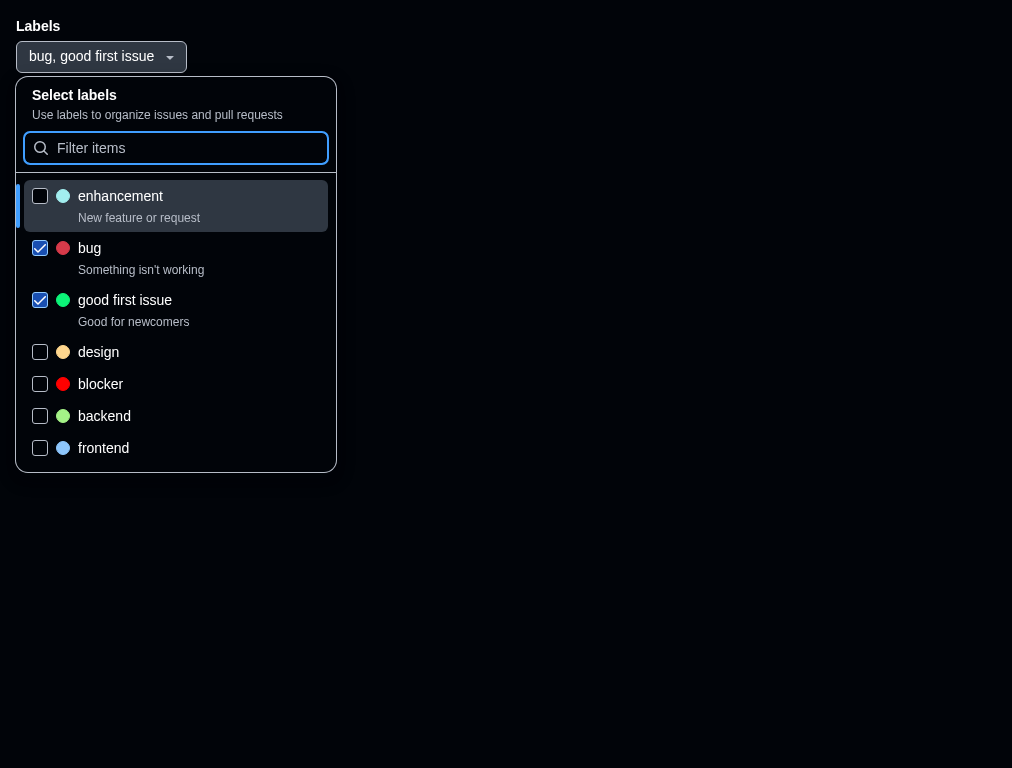 Labels
bug, good first issue
Select labels
Use labels to organize issues and pull requests
Filter items
enhancement
New feature or request
bug
Something isn't working
good first issue
Good for newcomers
design
blocker
backend
frontend